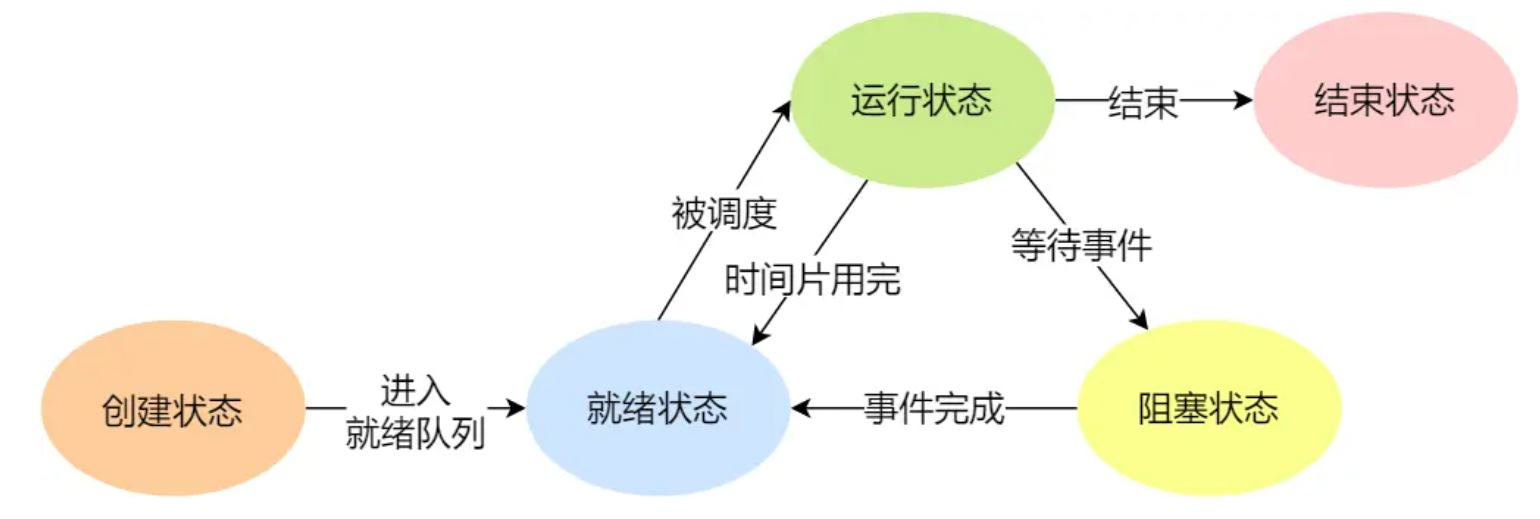 运行状态
结束
结束状态
被调度
时间片用完
等待事件
创建状态
进入
就绪队列
就绪状态
事件完成
阻塞状态